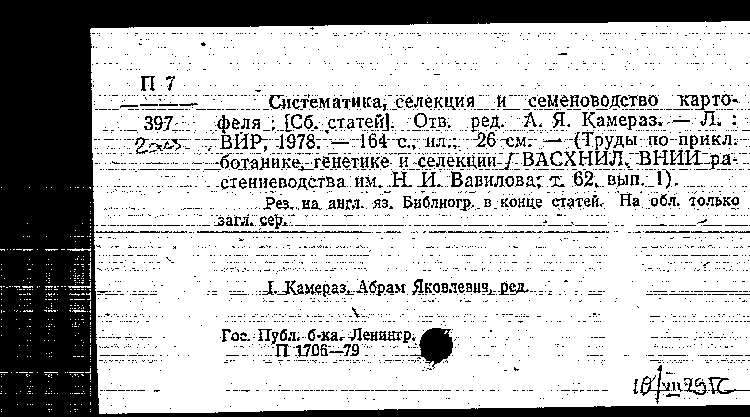 П 7
397
Систематика, селекция и семеноводство карто-
феля : [Сб. статей]. Отв. ред. А. Я. Камераз. — Л. :
ВИР, 1978. — 164 с., ил.; 26 см. — (Труды по прикл.
ботанике, генетике и селекции / ВАСХНИЛ, ВНИИ ра-
стениеводства им. Н. И. Вавилова; т. 62, вып. 1).
Рез. на англ. яз. Библиогр. в конце статей. На обл. только
загл. сер.
I. Камераз, Абрам Яковлевич, ред.
Гос. Публ. б-ка. Ленингр.
П 1706—79